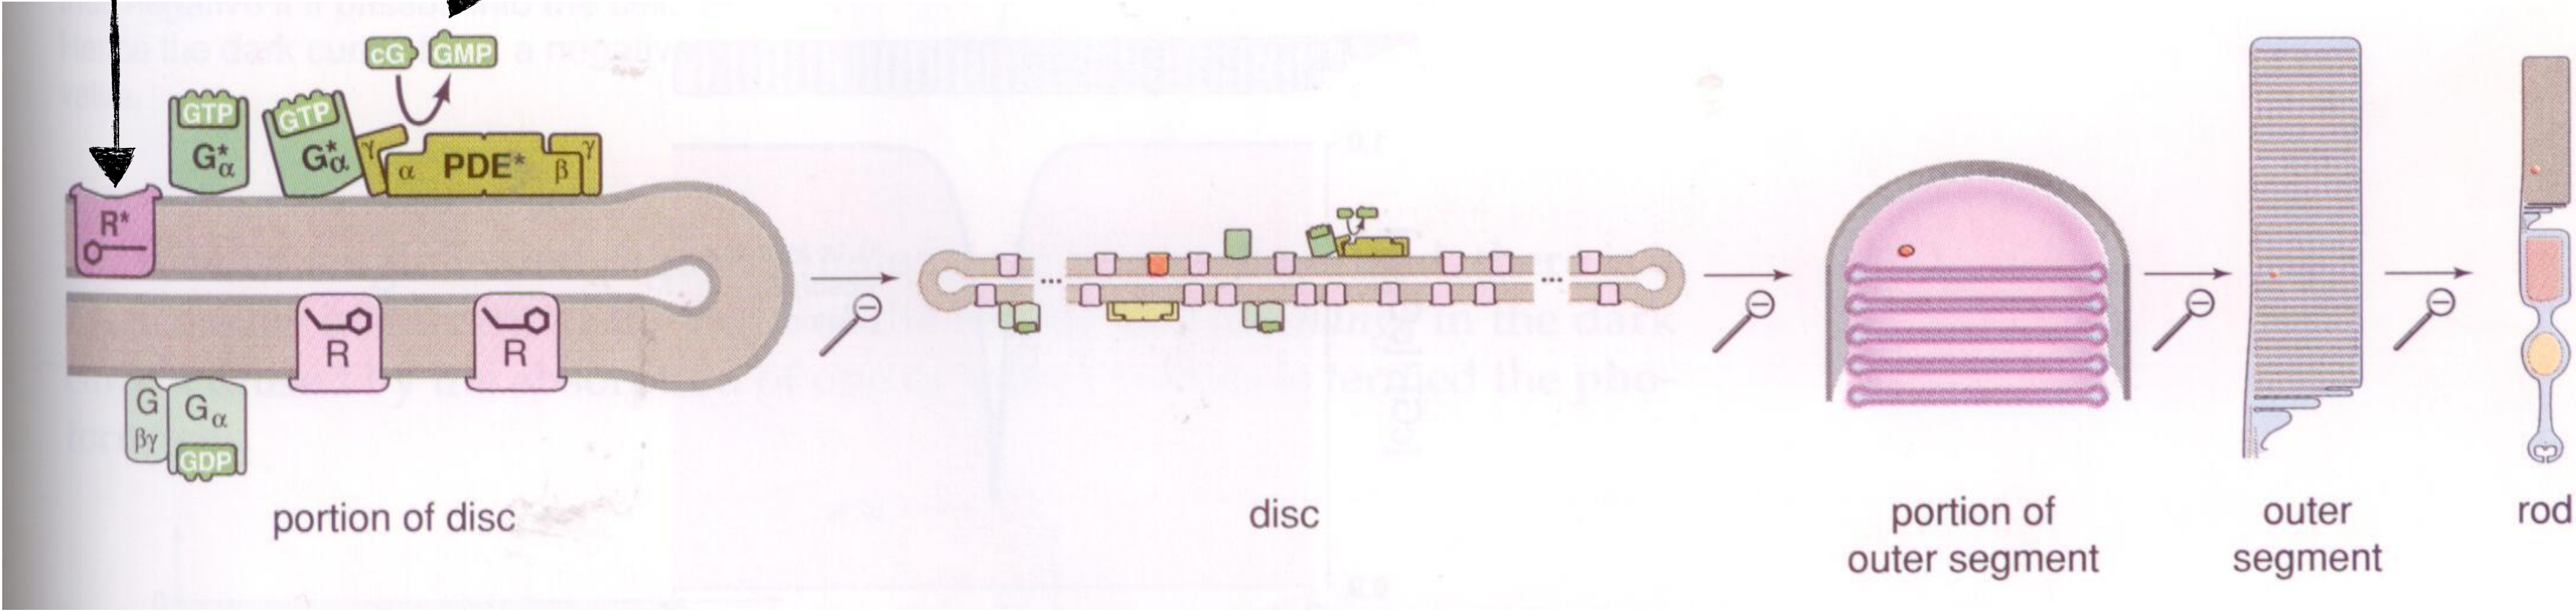 cG GMP
GTP GTP
G*α G*α γ α PDE* β γ
R*
R R
G βγ Gα
GDP
... ...
portion of disc
disc
portion of
outer segment
outer
segment
rod